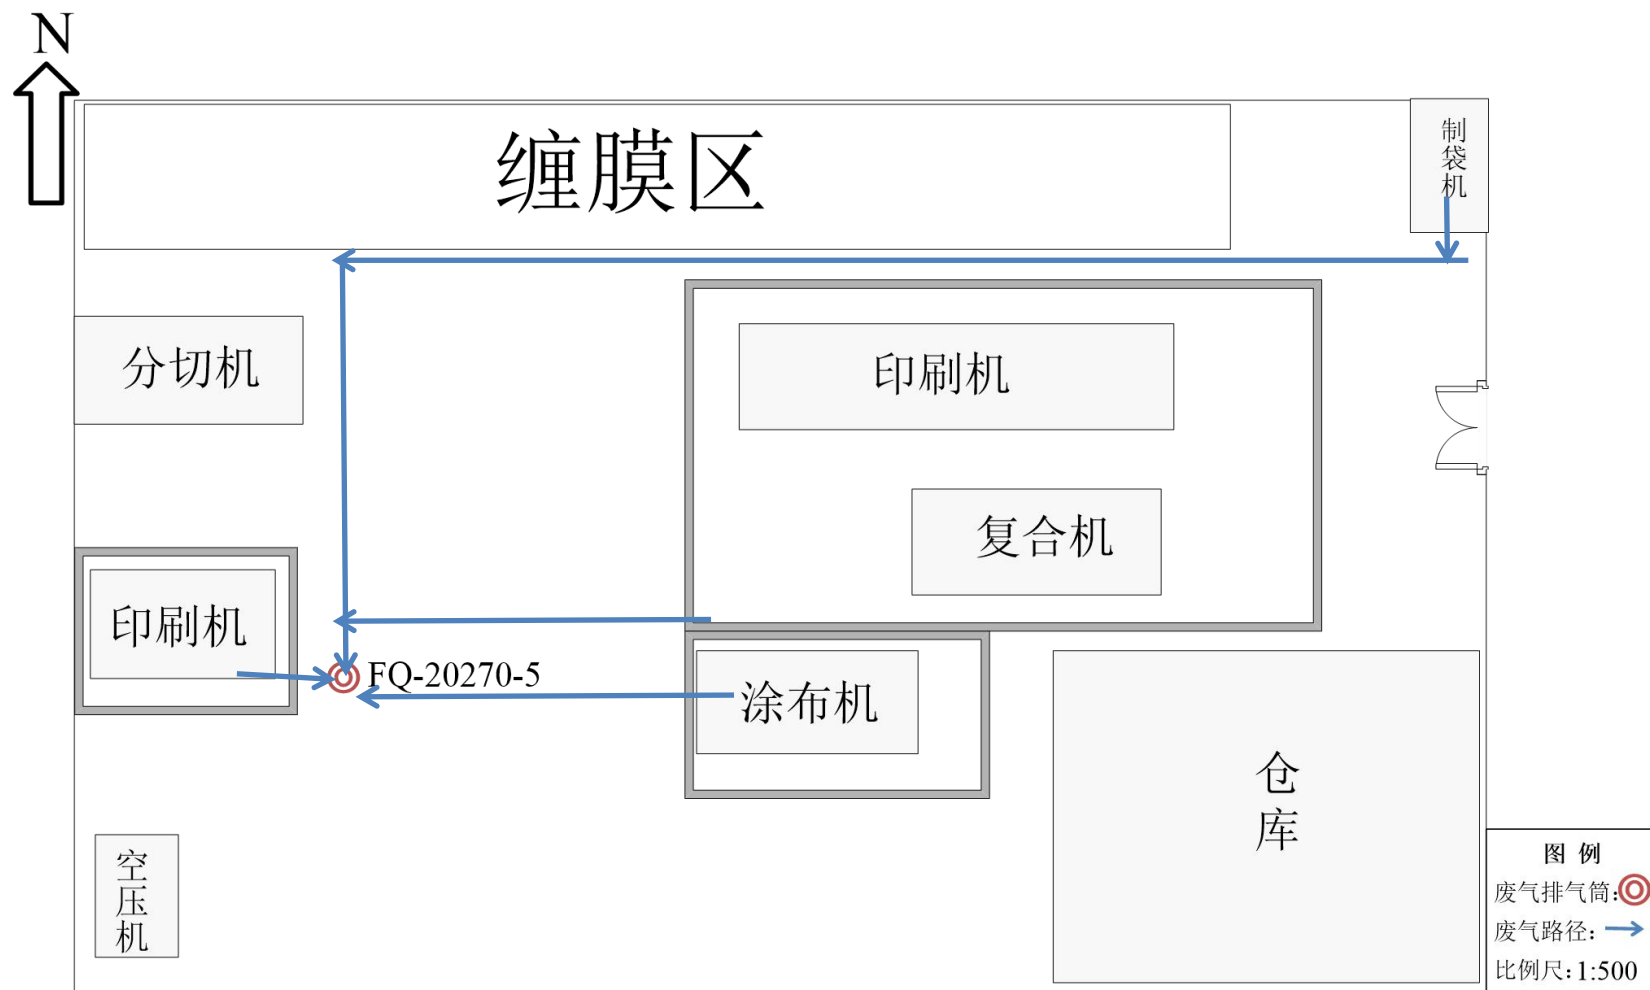 N
缠膜区
制袋机
分切机
印刷机
复合机
印刷机
FQ-20270-5
涂布机
仓库
空压机
图 例
废气排气筒:
废气路径:
比例尺:1:500